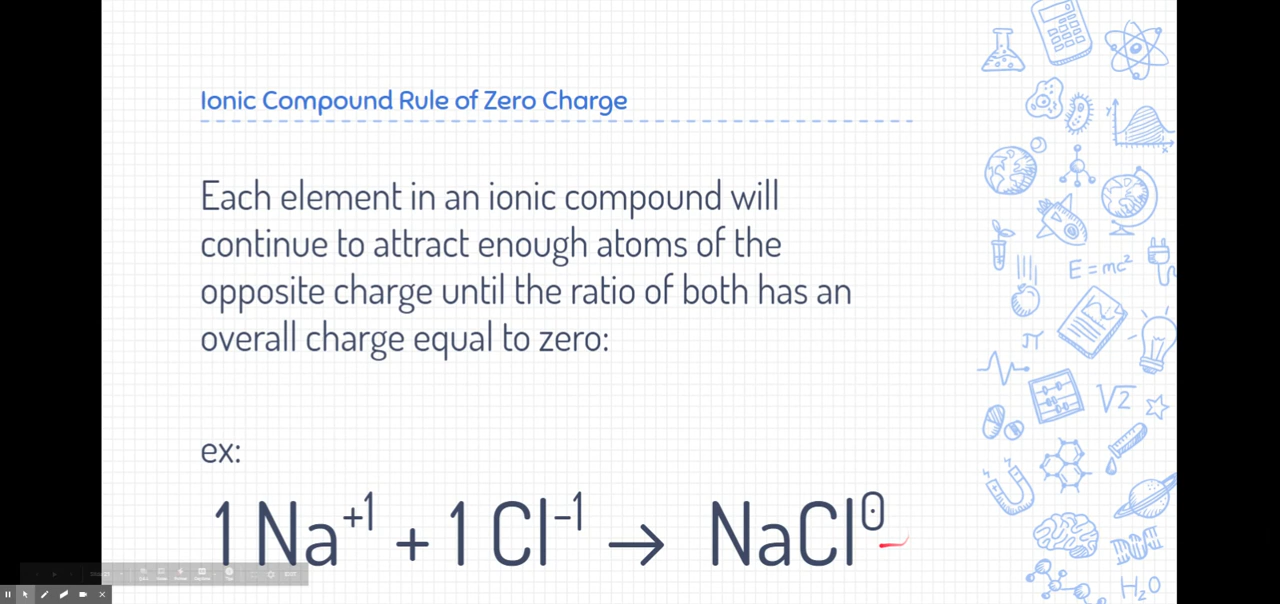 Ionic Compound Rule of Zero Charge
Each element in an ionic compound will
continue to attract enough atoms of the
opposite charge until the ratio of both has an
overall charge equal to zero:
ex:
1 Na⁺¹ + 1 Cl⁻¹ → NaCl⁰
y
x
E = mc²
π
√2
H₂O